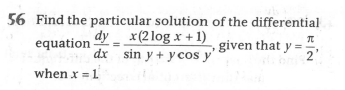 56 Find the particular solution of the differential
equation dy/dx = x(2 log x + 1)/(sin y + y cos y), given that y = π/2,
when x = 1.